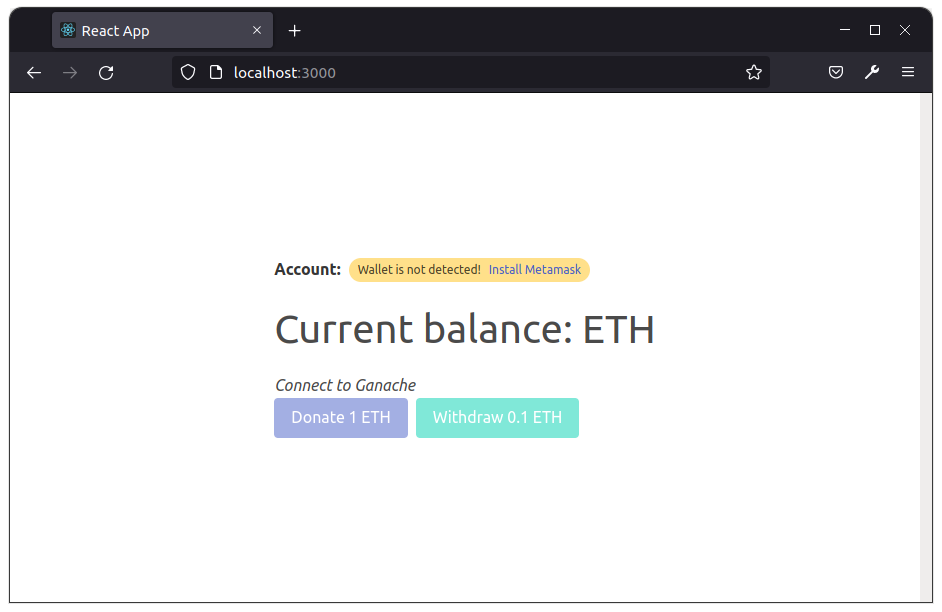 React App
localhost:3000
Account: Wallet is not detected! Install Metamask
Current balance: ETH
Connect to Ganache
Donate 1 ETH Withdraw 0.1 ETH